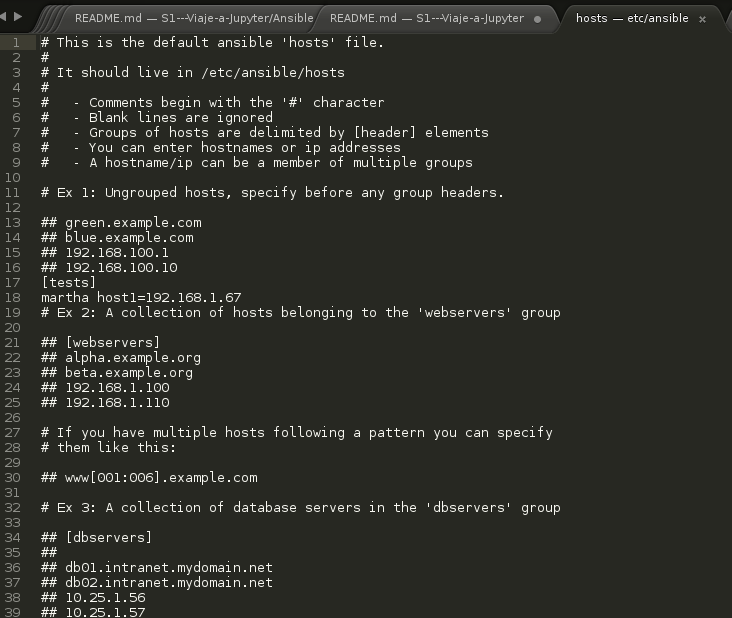 README.md — S1---Viaje-a-Jupyter/Ansible
README.md — S1---Viaje-a-Jupyter
hosts — etc/ansible
1 # This is the default ansible 'hosts' file.
2 #
3 # It should live in /etc/ansible/hosts
4 #
5 #   - Comments begin with the '#' character
6 #   - Blank lines are ignored
7 #   - Groups of hosts are delimited by [header] elements
8 #   - You can enter hostnames or ip addresses
9 #   - A hostname/ip can be a member of multiple groups
10
11 # Ex 1: Ungrouped hosts, specify before any group headers.
12
13 ## green.example.com
14 ## blue.example.com
15 ## 192.168.100.1
16 ## 192.168.100.10
17 [tests]
18 martha host1=192.168.1.67
19 # Ex 2: A collection of hosts belonging to the 'webservers' group
20
21 ## [webservers]
22 ## alpha.example.org
23 ## beta.example.org
24 ## 192.168.1.100
25 ## 192.168.1.110
26
27 # If you have multiple hosts following a pattern you can specify
28 # them like this:
29
30 ## www[001:006].example.com
31
32 # Ex 3: A collection of database servers in the 'dbservers' group
33
34 ## [dbservers]
35 ##
36 ## db01.intranet.mydomain.net
37 ## db02.intranet.mydomain.net
38 ## 10.25.1.56
39 ## 10.25.1.57